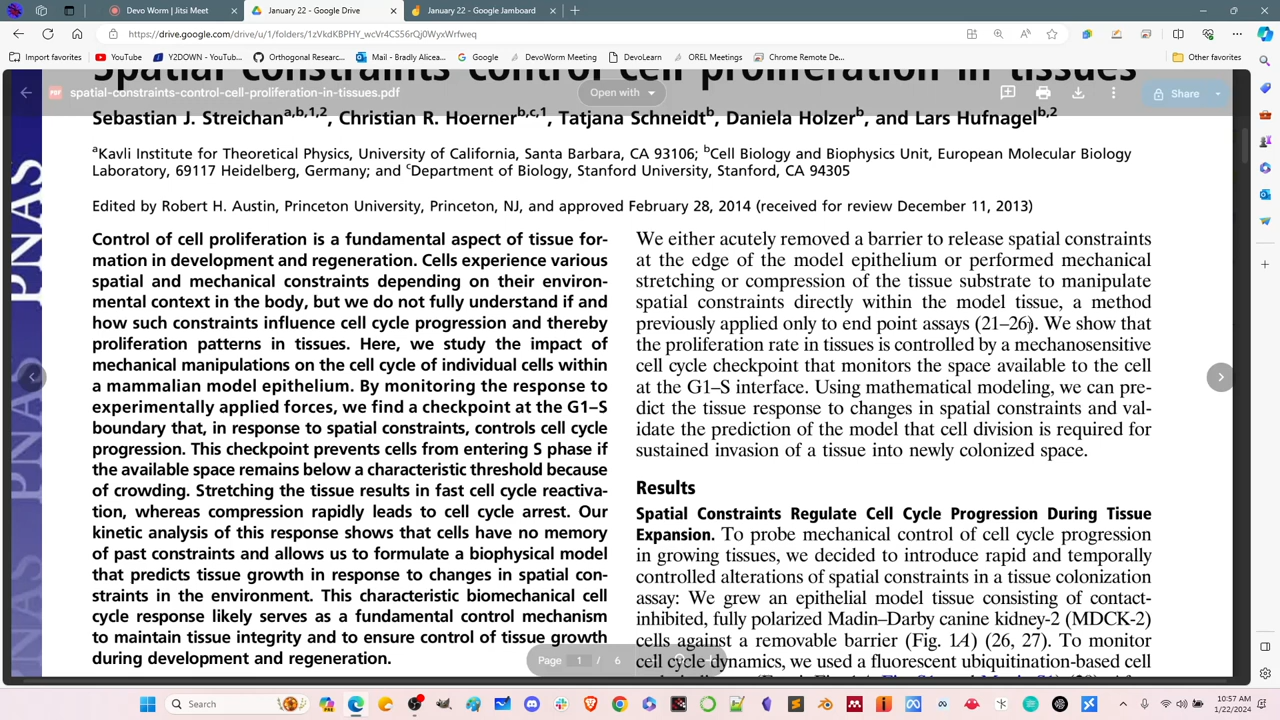 Devo Worm | Jitsi Meet
January 22 - Google Drive
January 22 - Google Jamboard
https://drive.google.com/drive/u/1/folders/1zVkdKBPHY_wcVr4CS56rQj0WyxWrfweq
Import favorites
YouTube
Y2DOWN - YouTub...
Orthogonal Researc...
Mail - Bradly Alicea...
Google
DevoWorm Meeting
DevoLearn
OREL Meetings
Chrome Remote De...
Other favorites
Spatial constraints control cell proliferation in tissues
spatial-constraints-control-cell-proliferation-in-tissues.pdf
Open with
Share
Sebastian J. Streichan a,b,1,2, Christian R. Hoerner b,c,1, Tatjana Schneidt b, Daniela Holzer b, and Lars Hufnagel b,2
aKavli Institute for Theoretical Physics, University of California, Santa Barbara, CA 93106; bCell Biology and Biophysics Unit, European Molecular Biology
Laboratory, 69117 Heidelberg, Germany; and cDepartment of Biology, Stanford University, Stanford, CA 94305
Edited by Robert H. Austin, Princeton University, Princeton, NJ, and approved February 28, 2014 (received for review December 11, 2013)
Control of cell proliferation is a fundamental aspect of tissue for-
mation in development and regeneration. Cells experience various
spatial and mechanical constraints depending on their environ-
mental context in the body, but we do not fully understand if and
how such constraints influence cell cycle progression and thereby
proliferation patterns in tissues. Here, we study the impact of
mechanical manipulations on the cell cycle of individual cells within
a mammalian model epithelium. By monitoring the response to
experimentally applied forces, we find a checkpoint at the G1–S
boundary that, in response to spatial constraints, controls cell cycle
progression. This checkpoint prevents cells from entering S phase if
the available space remains below a characteristic threshold because
of crowding. Stretching the tissue results in fast cell cycle reactiva-
tion, whereas compression rapidly leads to cell cycle arrest. Our
kinetic analysis of this response shows that cells have no memory
of past constraints and allows us to formulate a biophysical model
that predicts tissue growth in response to changes in spatial con-
straints in the environment. This characteristic biomechanical cell
cycle response likely serves as a fundamental control mechanism
to maintain tissue integrity and to ensure control of tissue growth
during development and regeneration.
We either acutely removed a barrier to release spatial constraints
at the edge of the model epithelium or performed mechanical
stretching or compression of the tissue substrate to manipulate
spatial constraints directly within the model tissue, a method
previously applied only to end point assays (21–26). We show that
the proliferation rate in tissues is controlled by a mechanosensitive
cell cycle checkpoint that monitors the space available to the cell
at the G1–S interface. Using mathematical modeling, we can pre-
dict the tissue response to changes in spatial constraints and val-
idate the prediction of the model that cell division is required for
sustained invasion of a tissue into newly colonized space.
Results
Spatial Constraints Regulate Cell Cycle Progression During Tissue
Expansion. To probe mechanical control of cell cycle progression
in growing tissues, we decided to introduce rapid and temporally
controlled alterations of spatial constraints in a tissue colonization
assay: We grew an epithelial model tissue consisting of contact-
inhibited, fully polarized Madin–Darby canine kidney-2 (MDCK-2)
cells against a removable barrier (Fig. 1A) (26, 27). To monitor
cell cycle dynamics, we used a fluorescent ubiquitination-based cell
PNAS
PNAS
Page 1 / 6
Search
10:57 AM
1/22/2024